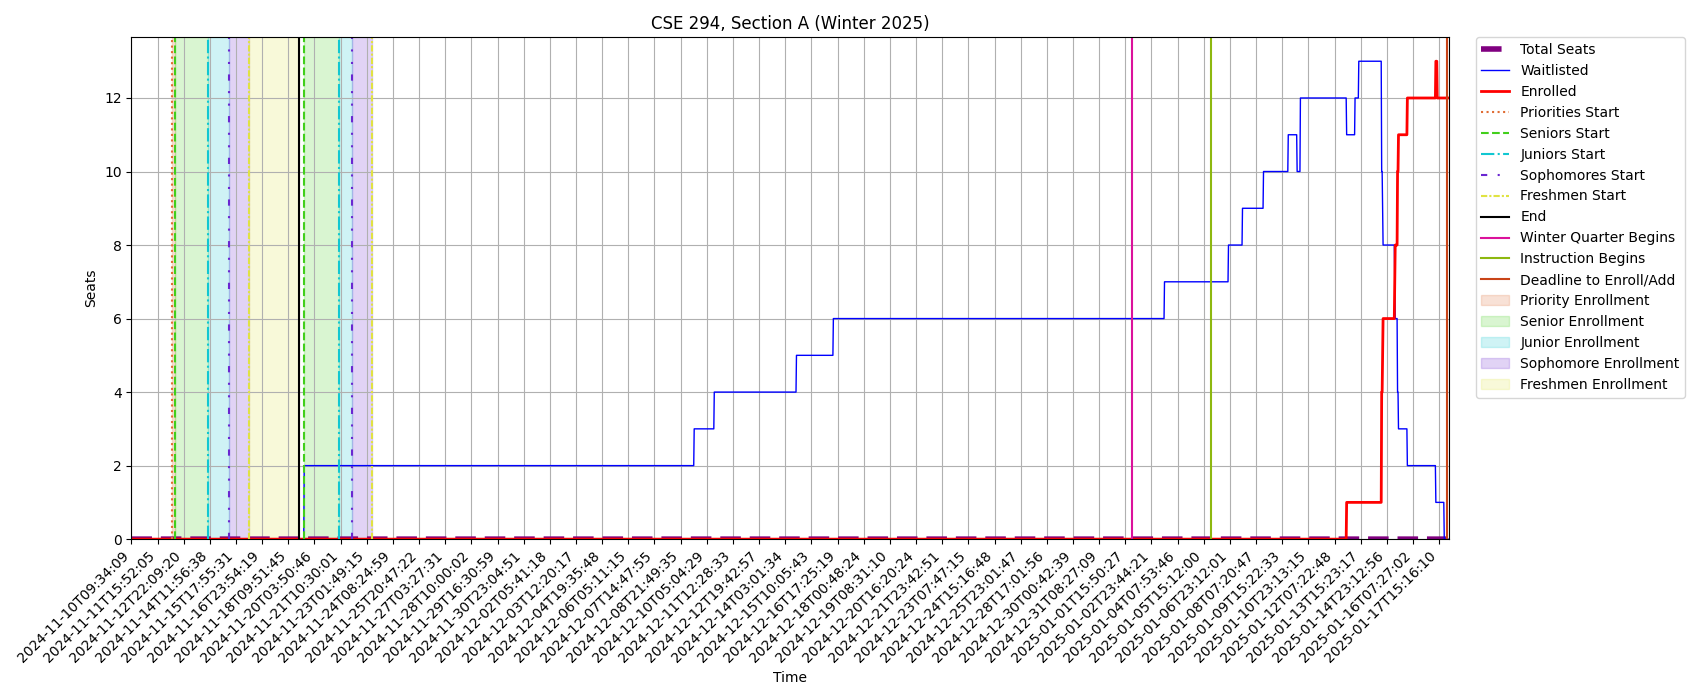 CSE 294, Section A (Winter 2025)
Seats
12
10
8
6
4
2
0
2024-11-10T09:34:09
2024-11-11T15:52:05
2024-11-12T22:09:20
2024-11-14T11:56:38
2024-11-15T17:55:31
2024-11-16T23:54:19
2024-11-18T09:51:45
2024-11-20T03:50:46
2024-11-21T10:30:01
2024-11-23T01:49:15
2024-11-24T08:24:59
2024-11-25T20:47:22
2024-11-27T03:27:31
2024-11-28T10:00:02
2024-11-29T16:30:59
2024-11-30T23:04:51
2024-12-02T05:41:18
2024-12-03T12:20:17
2024-12-04T19:35:48
2024-12-06T05:11:15
2024-12-07T14:47:55
2024-12-08T21:49:35
2024-12-10T05:04:29
2024-12-11T12:28:33
2024-12-12T19:42:57
2024-12-14T03:01:34
2024-12-15T10:05:43
2024-12-16T17:25:19
2024-12-18T00:48:24
2024-12-19T08:31:10
2024-12-20T16:20:24
2024-12-21T23:42:51
2024-12-23T07:47:15
2024-12-24T15:16:48
2024-12-25T23:01:47
2024-12-28T17:01:56
2024-12-30T00:42:39
2024-12-31T08:27:09
2025-01-01T15:50:27
2025-01-02T23:44:21
2025-01-04T07:53:46
2025-01-05T15:12:00
2025-01-06T23:12:01
2025-01-08T07:20:47
2025-01-09T15:22:33
2025-01-10T23:13:15
2025-01-12T07:22:48
2025-01-13T15:23:17
2025-01-14T23:12:56
2025-01-16T07:27:02
2025-01-17T15:16:10
Time
Total Seats
Waitlisted
Enrolled
Priorities Start
Seniors Start
Juniors Start
Sophomores Start
Freshmen Start
End
Winter Quarter Begins
Instruction Begins
Deadline to Enroll/Add
Priority Enrollment
Senior Enrollment
Junior Enrollment
Sophomore Enrollment
Freshmen Enrollment